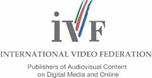 iVF
INTERNATIONAL VIDEO FEDERATION
Publishers of Audiovisual Content
on Digital Media and Online